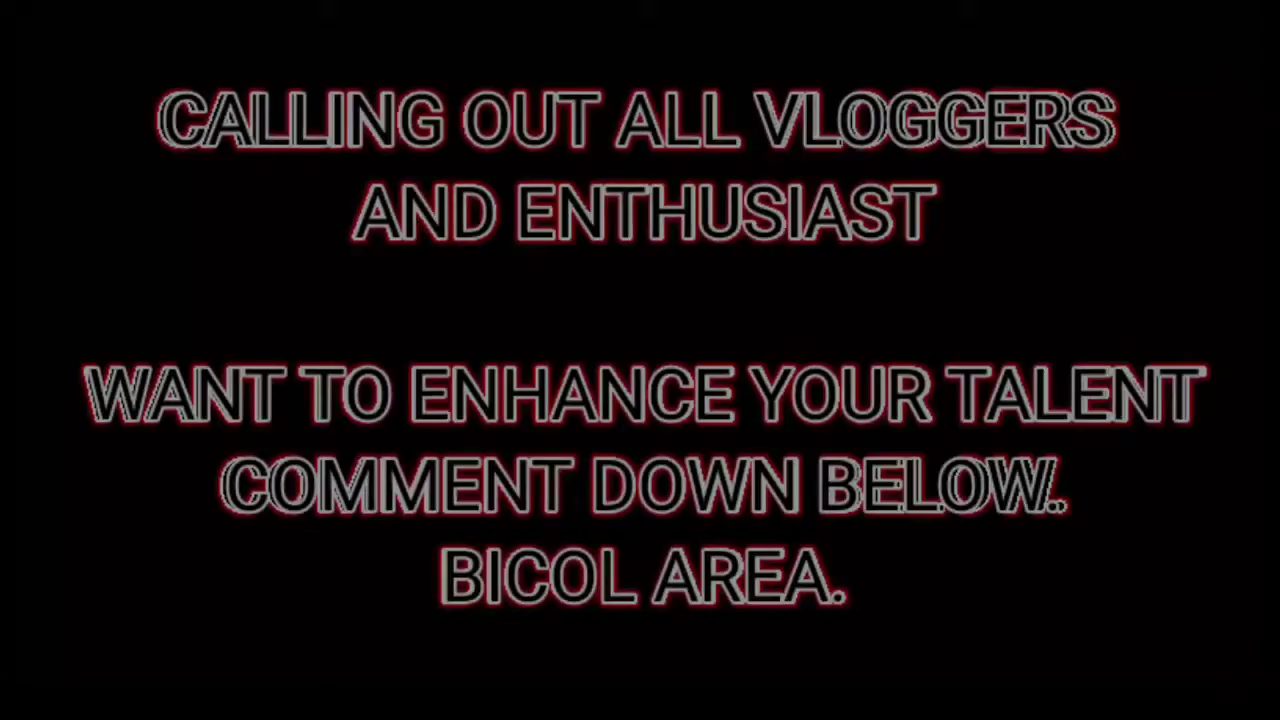 CALLING OUT ALL VLOGGERS
AND ENTHUSIAST
WANT TO ENHANCE YOUR TALENT
COMMENT DOWN BELOW.
BICOL AREA.